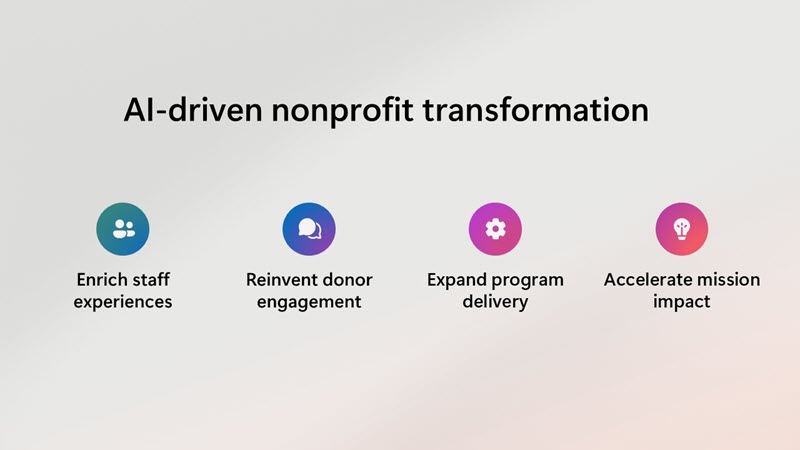 AI-driven nonprofit transformation
Enrich staff
experiences
Reinvent donor
engagement
Expand program
delivery
Accelerate mission
impact